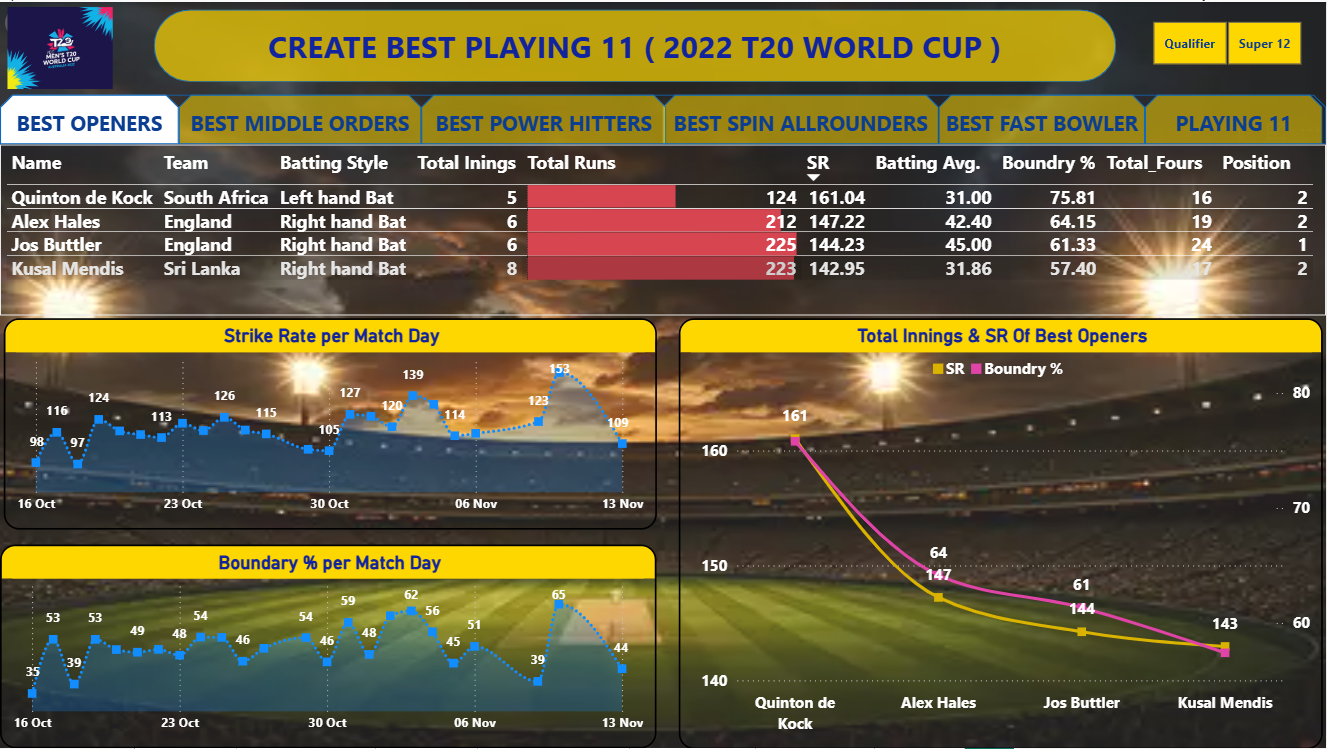 T20
MEN'S T20
WORLD CUP
CREATE BEST PLAYING 11 ( 2022 T20 WORLD CUP )
Qualifier Super 12
BEST OPENERS BEST MIDDLE ORDERS BEST POWER HITTERS BEST SPIN ALLROUNDERS BEST FAST BOWLER PLAYING 11
Name Team Batting Style Total Inings Total Runs SR Batting Avg. Boundry % Total_Fours Position
Quinton de Kock South Africa Left hand Bat 5 124 161.04 31.00 75.81 16 2
Alex Hales England Right hand Bat 6 212 147.22 42.40 64.15 19 2
Jos Buttler England Right hand Bat 6 225 144.23 45.00 61.33 24 1
Kusal Mendis Sri Lanka Right hand Bat 8 223 142.95 31.86 57.40 17 2
Strike Rate per Match Day
98 116 97 124 113 126 115 105 127 120 139 114 123 153 109
16 Oct 23 Oct 30 Oct 06 Nov 13 Nov
Boundary % per Match Day
35 53 39 53 49 48 54 46 54 46 59 48 62 56 45 51 39 65 44
16 Oct 23 Oct 30 Oct 06 Nov 13 Nov
Total Innings & SR Of Best Openers
SR Boundry %
80
161
160
70
64
150
147
61
144
60
143
140
Quinton de Alex Hales Jos Buttler Kusal Mendis
Kock